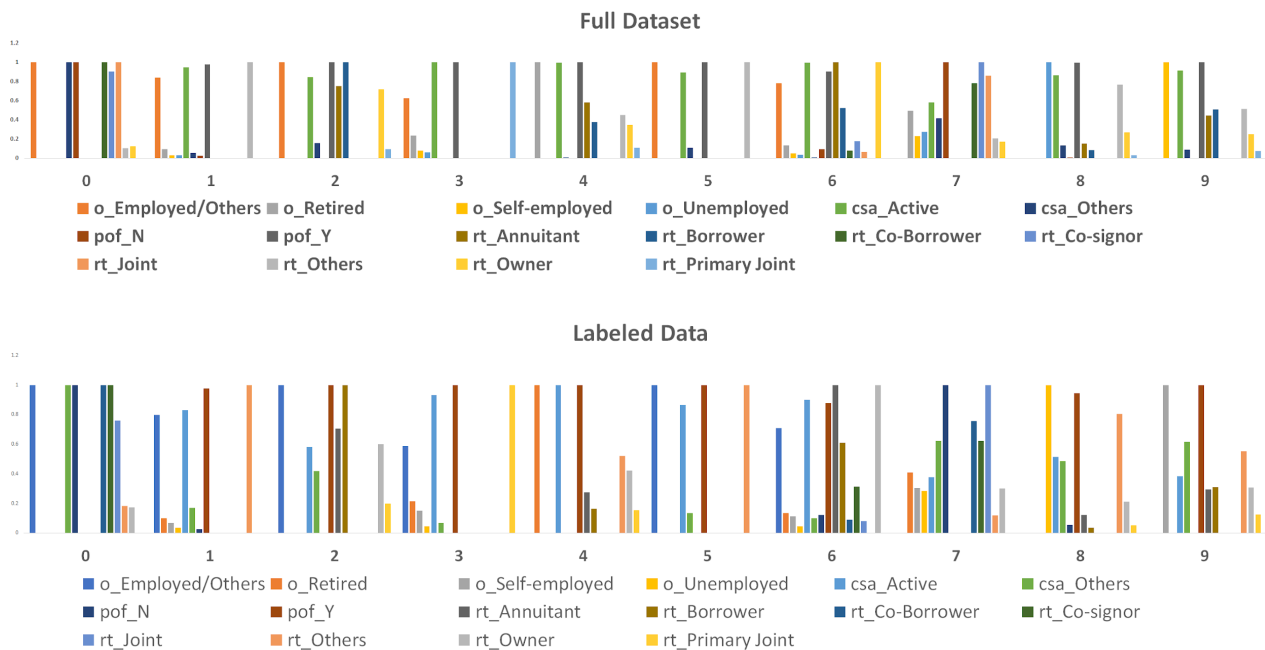 Full Dataset
1.2
1
0.8
0.6
0.4
0.2
0
0 1 2 3 4 5 6 7 8 9
o_Employed/Others o_Retired o_Self-employed o_Unemployed csa_Active csa_Others
pof_N pof_Y rt_Annuitant rt_Borrower rt_Co-Borrower rt_Co-signor
rt_Joint rt_Others rt_Owner rt_Primary Joint
Labeled Data
1.2
1
0.8
0.6
0.4
0.2
0
0 1 2 3 4 5 6 7 8 9
o_Employed/Others o_Retired o_Self-employed o_Unemployed csa_Active csa_Others
pof_N pof_Y rt_Annuitant rt_Borrower rt_Co-Borrower rt_Co-signor
rt_Joint rt_Others rt_Owner rt_Primary Joint